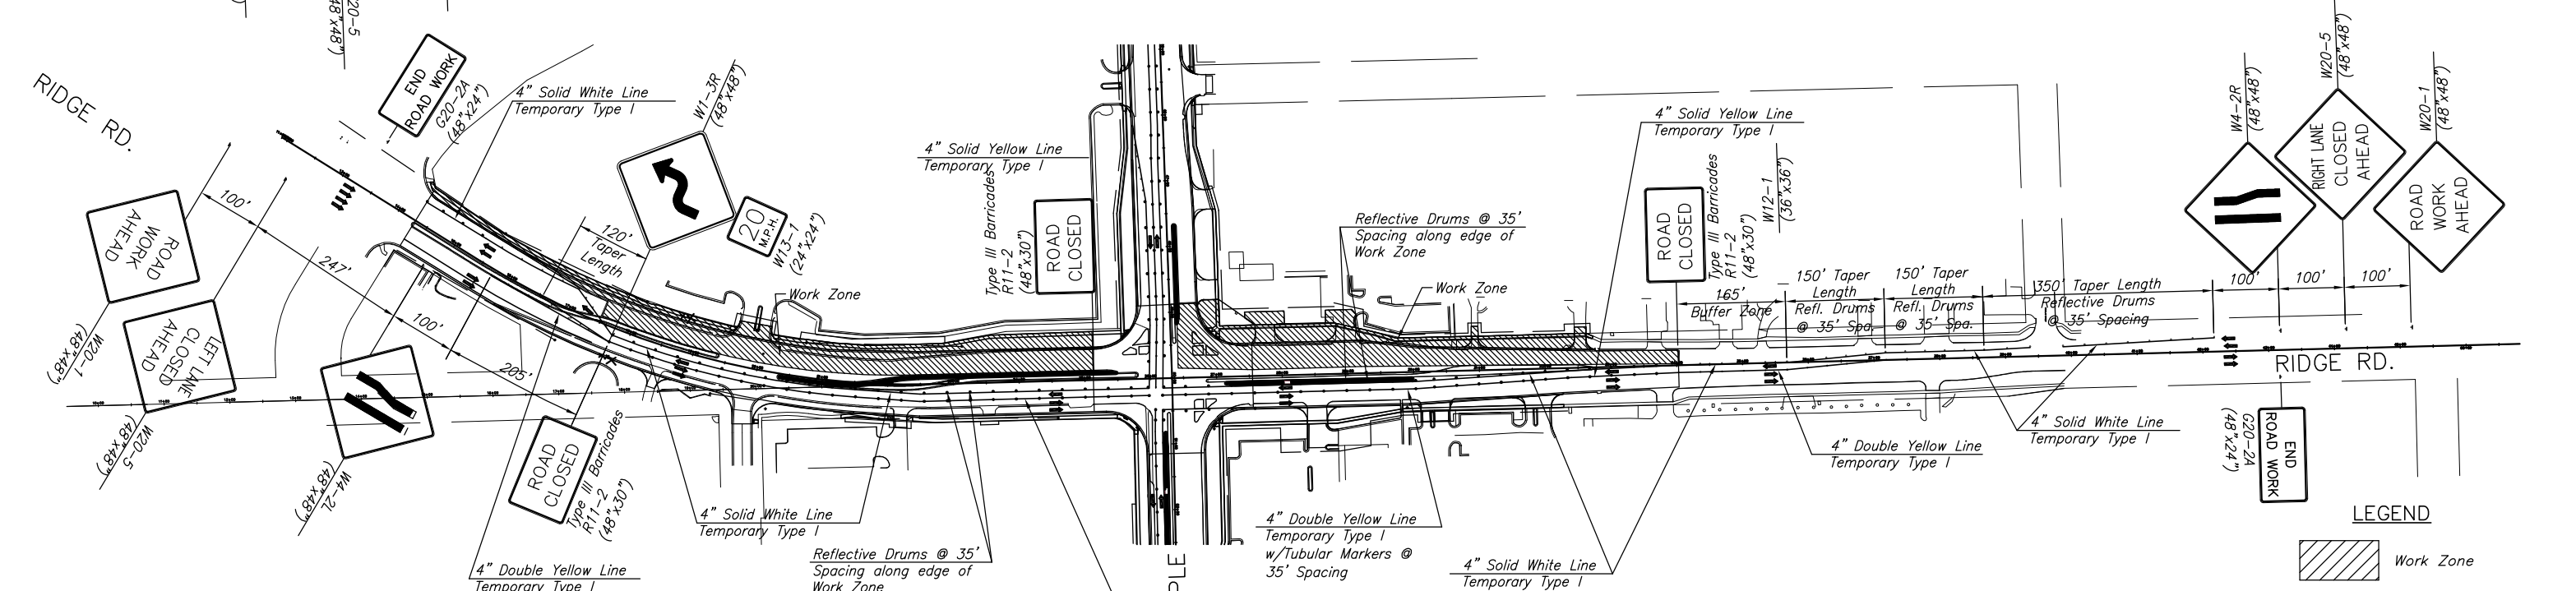 RIDGE RD.
W20-5
(48"x48")
END
ROAD WORK
G20-2A
(48"x24")
4" Solid White Line
Temporary Type I
W1-3R
(48"x48")
20
M.P.H.
W13-1
(24"x24")
100'
247'
100'
205'
120'
Taper
Length
ROAD
WORK
AHEAD
W20-1
(48"x48")
LEFT LANE
CLOSED
AHEAD
W20-5
(48"x48")
W4-2L
(48"x48")
ROAD
CLOSED
Type III Barricades
R11-2
(48"x30")
4" Double Yellow Line
Temporary Type I
4" Solid White Line
Temporary Type I
Work Zone
Reflective Drums @ 35'
Spacing along edge of
Work Zone
4" Solid Yellow Line
Temporary Type I
Type III Barricades
R11-2
(48"x30")
ROAD
CLOSED
PLE
Reflective Drums @ 35'
Spacing along edge of
Work Zone
Work Zone
4" Double Yellow Line
Temporary Type I
w/Tubular Markers @
35' Spacing
4" Solid White Line
Temporary Type I
4" Solid Yellow Line
Temporary Type I
ROAD
CLOSED
Type III Barricades
R11-2
(48"x30")
W12-1
(36"x36")
165'
Buffer Zone
150' Taper
Length
Refl. Drums
@ 35' Spa.
150' Taper
Length
Refl. Drums
@ 35' Spa.
350' Taper Length
Reflective Drums
@ 35' Spacing
100'
100'
100'
W4-2R
(48"x48")
W20-5
(48"x48")
RIGHT LANE
CLOSED
AHEAD
W20-1
(48"x48")
ROAD
WORK
AHEAD
RIDGE RD.
4" Double Yellow Line
Temporary Type I
4" Solid White Line
Temporary Type I
G20-2A
(48"x24")
END
ROAD WORK
LEGEND
Work Zone